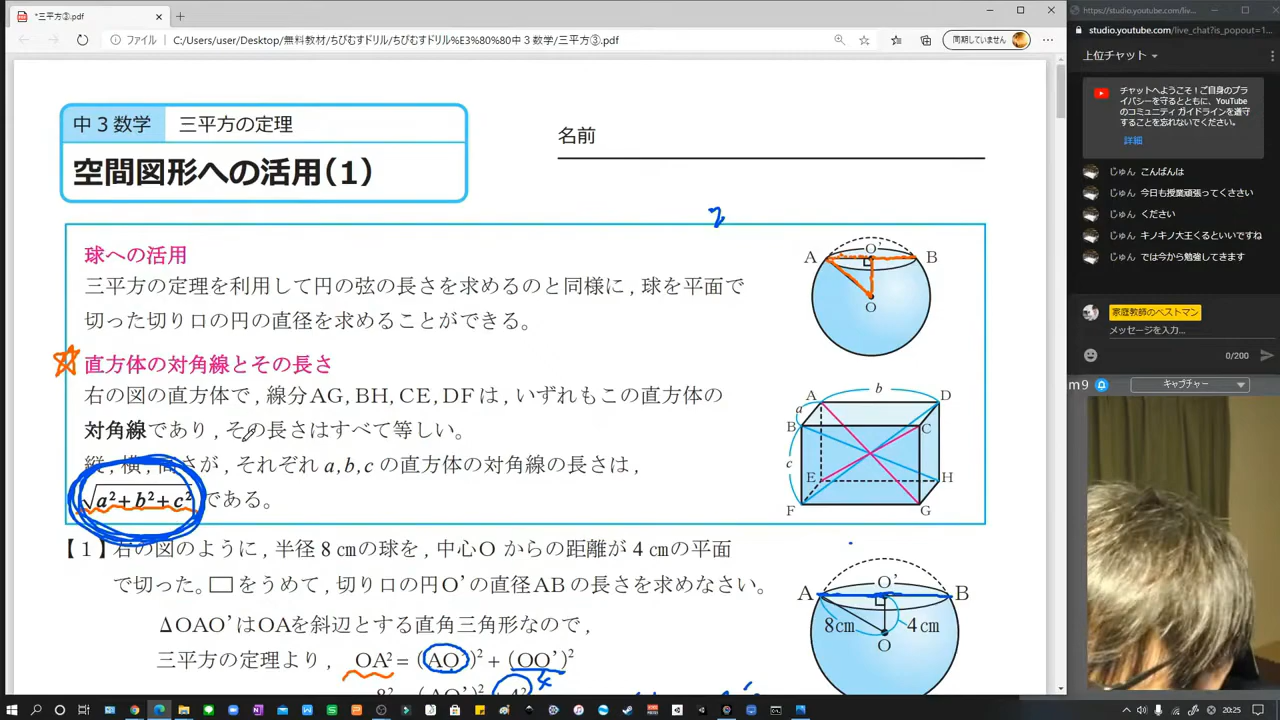 *三平方②.pdf
ファイル
C:/Users/user/Desktop/無料教材/ちびむすドリル/ちびむすドリル%E3%80%80中３数学/三平方③.pdf
同期していません
中３数学 三平方の定理
空間図形への活用（1）
名前
球への活用
三平方の定理を利用して円の弦の長さを求めるのと同様に，球を平面で
切った切り口の円の直径を求めることができる。
A O' B
O
直方体の対角線とその長さ
右の図の直方体で，線分AG，BH，CE，DFは，いずれもこの直方体の
対角線であり，その長さはすべて等しい。
縦，横，高さが，それぞれ a,b,c の直方体の対角線の長さは，
√a²+b²+c² である。
A b D
a
B C
c
E H
F G
【1】右の図のように，半径 8 cmの球を，中心Oからの距離が 4 cmの平面
で切った。□をうめて，切り口の円O'の直径ABの長さを求めなさい。
ΔOAO'はOAを斜辺とする直角三角形なので，
三平方の定理より， OA² = (AO')² + (OO')²
4
A O' B
8cm 4cm
O
https://studio.youtube.com/liv...
studio.youtube.com/live_chat?is_popout=1...
上位チャット
チャットへようこそ！ご自身のプラ
イバシーを守るとともに、YouTube
のコミュニティ ガイドラインを遵守
することを忘れないでください。
詳細
じゅん こんばんは
じゅん 今日も授業頑張ってくささい
じゅん ください
じゅん キノキノ大王くるといいですね
じゅん では今から勉強してきます
家庭教師のベストマン
メッセージを入力...
0/200
m9
キャプチャー
20:25